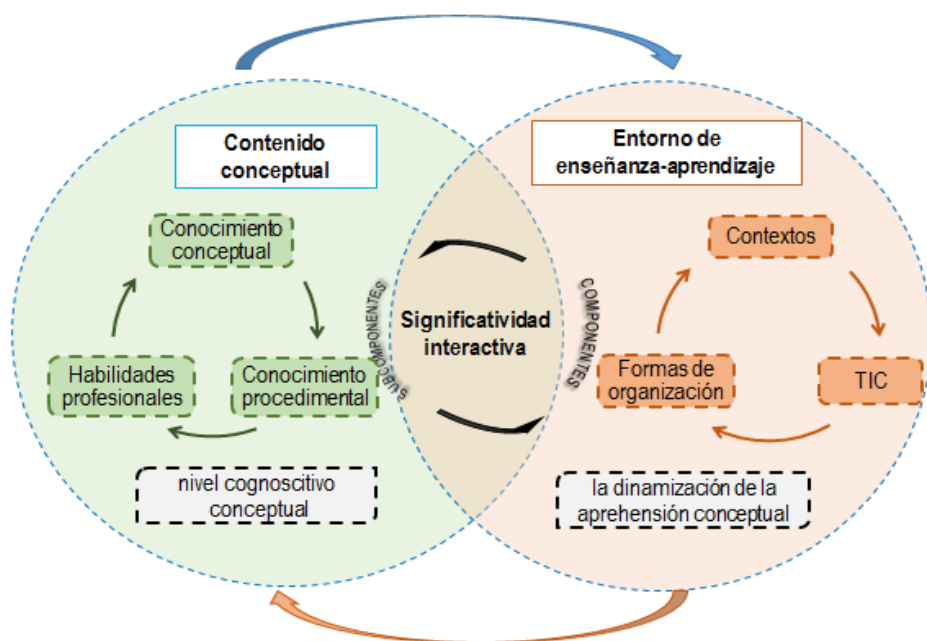 Contenido
conceptual
Conocimiento
conceptual
Habilidades
profesionales
Conocimiento
procedimental
nivel cognoscitivo
conceptual
SUBCOMPONENTES
Significatividad
interactiva
COMPONENTES
Entorno de
enseñanza-aprendizaje
Contextos
Formas de
organización
TIC
la dinamización de la
aprehensión conceptual